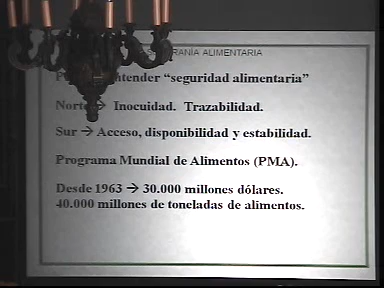 ALIMENTARIA
entender “seguridad alimentaria”
Norte → Inocuidad. Trazabilidad.
Sur → Acceso, disponibilidad y estabilidad.
Programa Mundial de Alimentos (PMA).
Desde 1963 → 30.000 millones dólares.
40.000 millones de toneladas de alimentos.